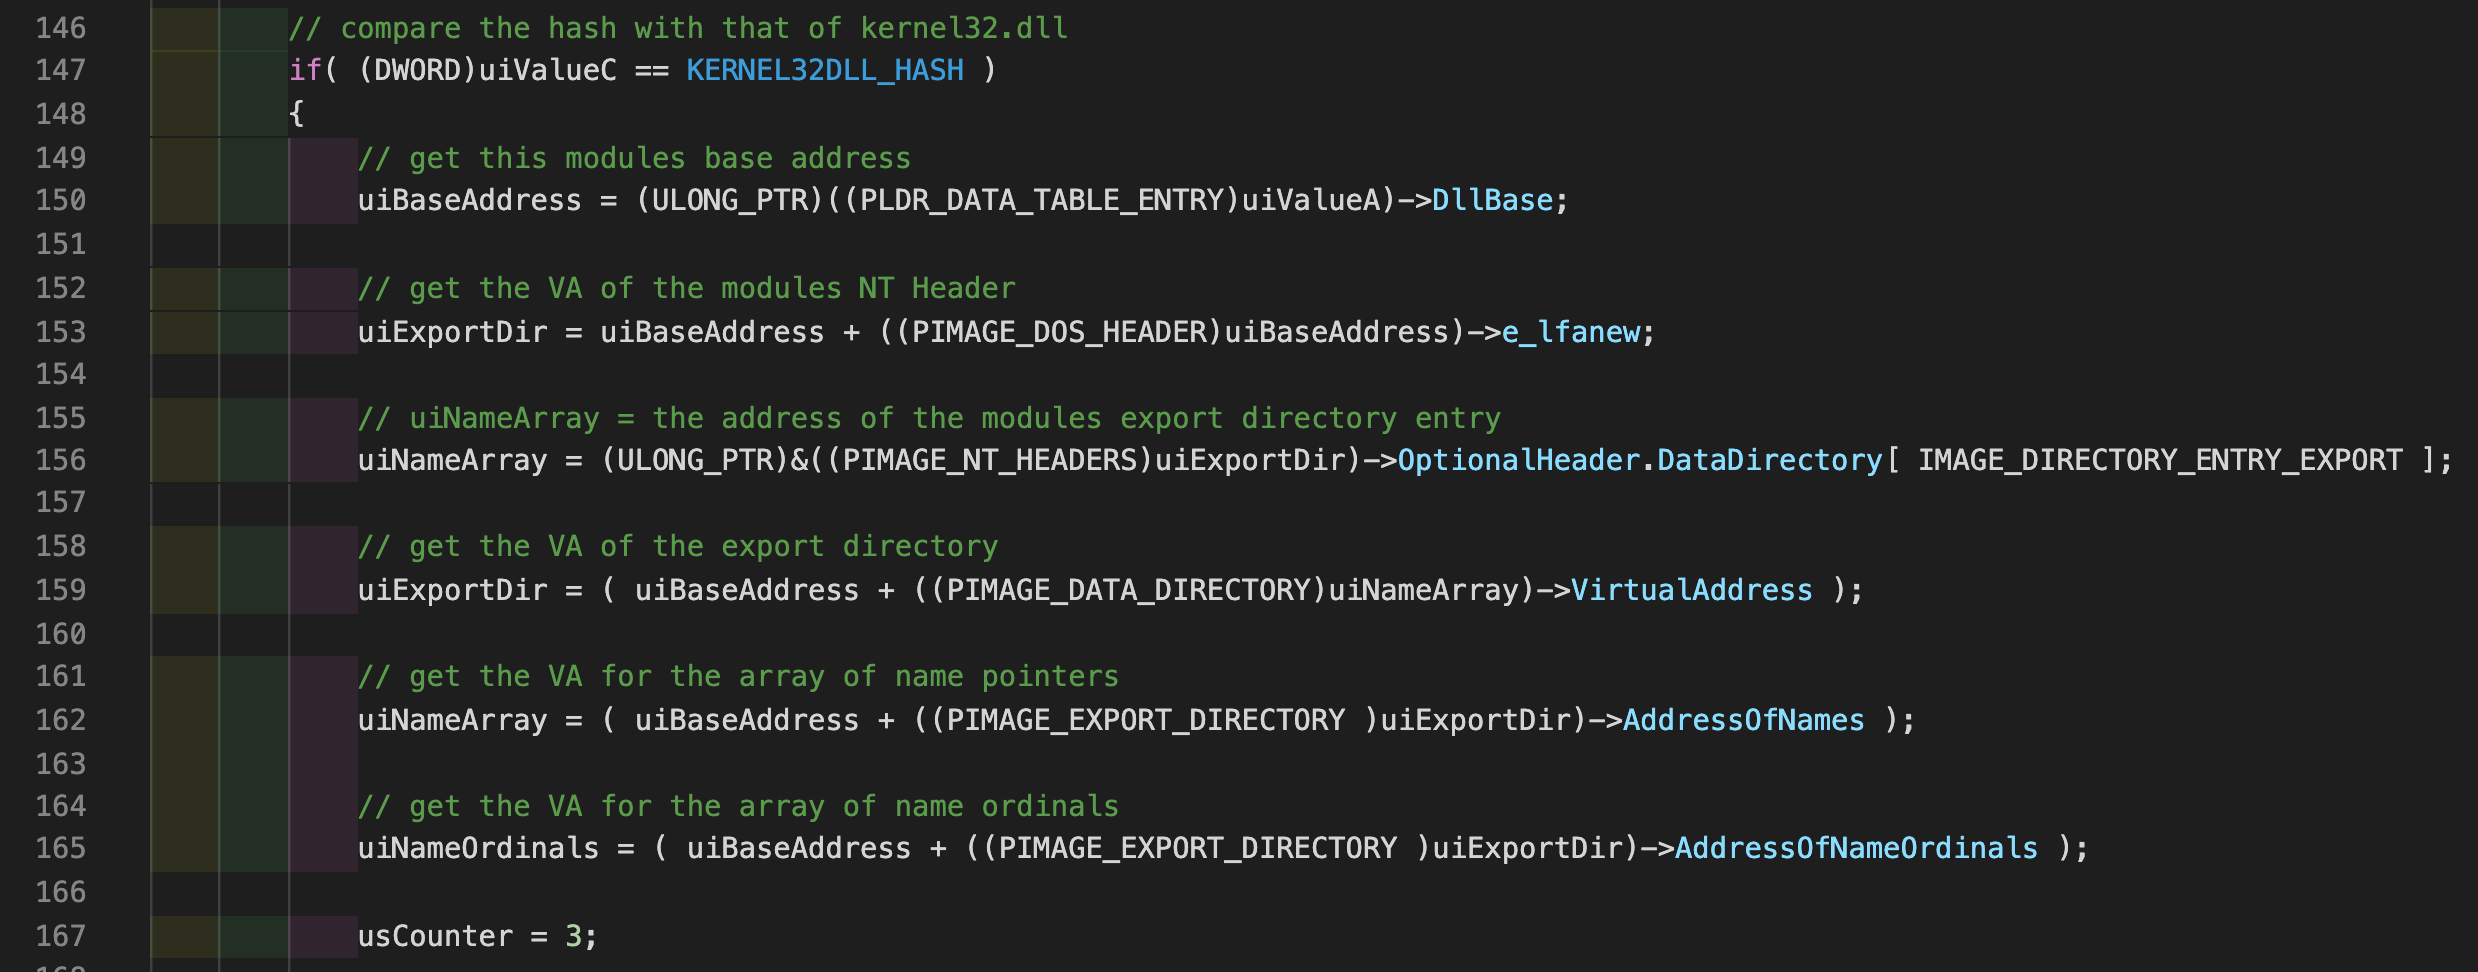 146 // compare the hash with that of kernel32.dll
147 if( (DWORD)uiValueC == KERNEL32DLL_HASH )
148 {
149 // get this modules base address
150 uiBaseAddress = (ULONG_PTR)((PLDR_DATA_TABLE_ENTRY)uiValueA)->DllBase;
151
152 // get the VA of the modules NT Header
153 uiExportDir = uiBaseAddress + ((PIMAGE_DOS_HEADER)uiBaseAddress)->e_lfanew;
154
155 // uiNameArray = the address of the modules export directory entry
156 uiNameArray = (ULONG_PTR)&((PIMAGE_NT_HEADERS)uiExportDir)->OptionalHeader.DataDirectory[ IMAGE_DIRECTORY_ENTRY_EXPORT ];
157
158 // get the VA of the export directory
159 uiExportDir = ( uiBaseAddress + ((PIMAGE_DATA_DIRECTORY)uiNameArray)->VirtualAddress );
160
161 // get the VA for the array of name pointers
162 uiNameArray = ( uiBaseAddress + ((PIMAGE_EXPORT_DIRECTORY )uiExportDir)->AddressOfNames );
163
164 // get the VA for the array of name ordinals
165 uiNameOrdinals = ( uiBaseAddress + ((PIMAGE_EXPORT_DIRECTORY )uiExportDir)->AddressOfNameOrdinals );
166
167 usCounter = 3;